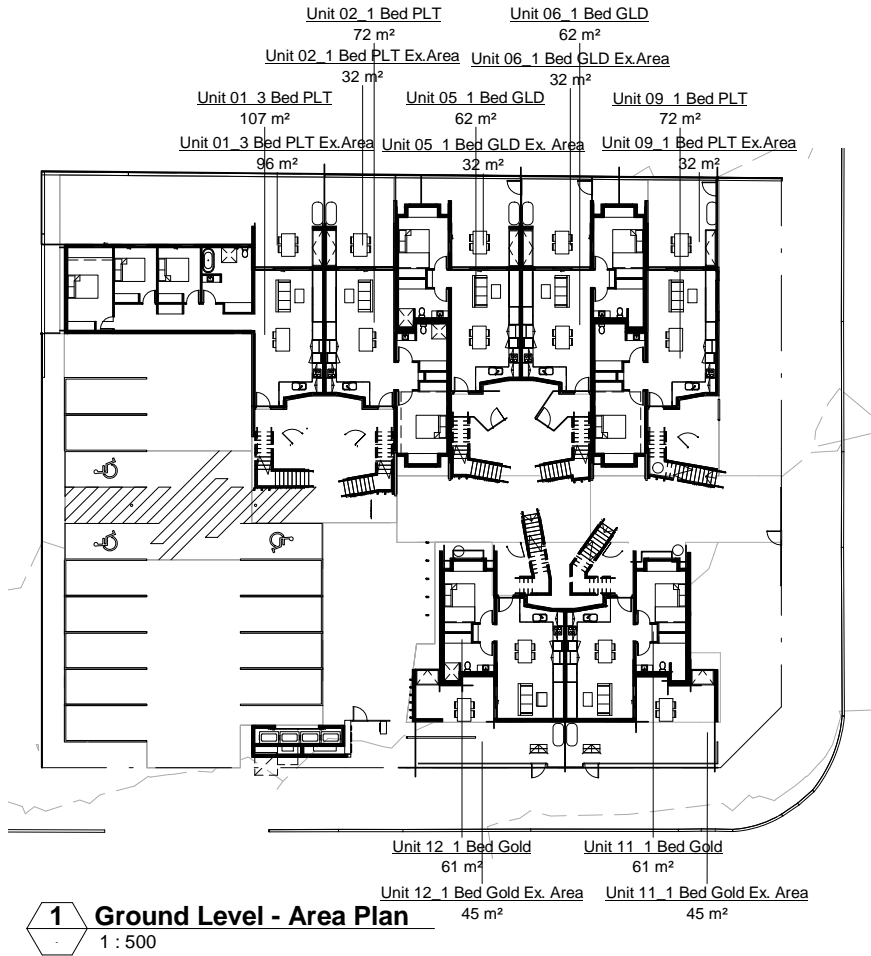 Unit 02_1 Bed PLT
72 m²
Unit 06_1 Bed GLD
62 m²
Unit 02_1 Bed PLT Ex.Area
32 m²
Unit 06_1 Bed GLD Ex.Area
32 m²
Unit 01_3 Bed PLT
107 m²
Unit 05_1 Bed GLD
62 m²
Unit 09_1 Bed PLT
72 m²
Unit 01_3 Bed PLT Ex.Area
96 m²
Unit 05_1 Bed GLD Ex. Area
32 m²
Unit 09_1 Bed PLT Ex.Area
32 m²
Unit 12_1 Bed Gold
61 m²
Unit 11_1 Bed Gold
61 m²
Unit 12_1 Bed Gold Ex. Area
45 m²
Unit 11_1 Bed Gold Ex. Area
45 m²
1 Ground Level - Area Plan
1 : 500